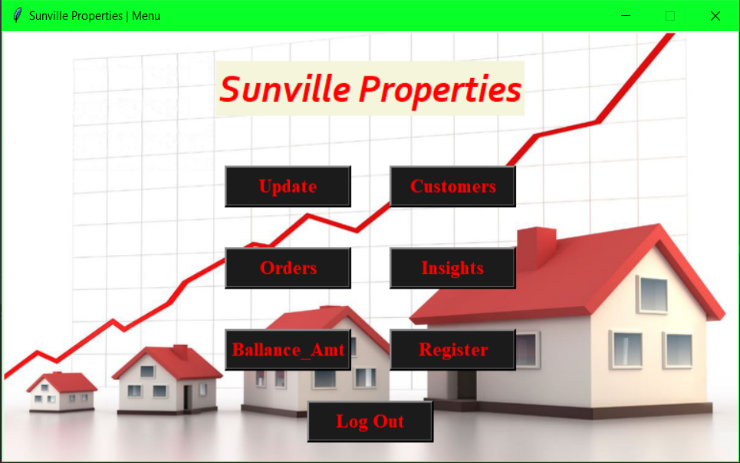 Sunville Properties | Menu
Sunville Properties
Update
Customers
Orders
Insights
Ballance_Amt
Register
Log Out